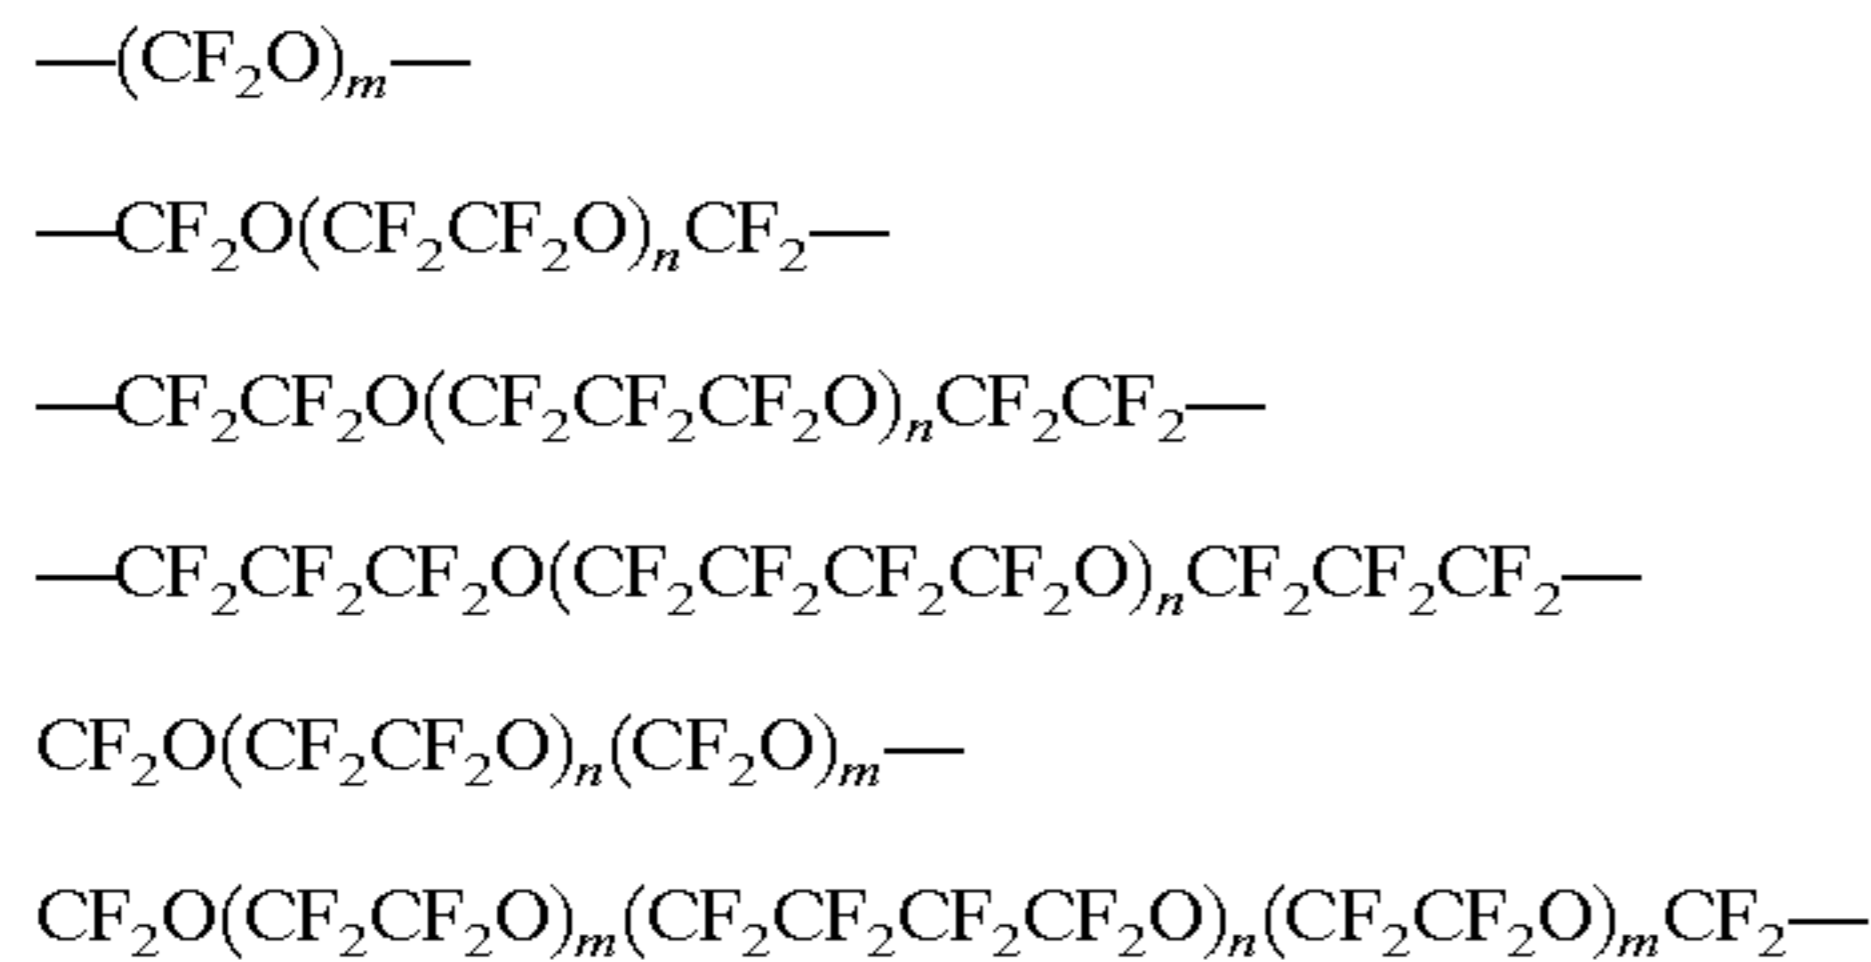 —(CF₂O)ₘ—
—CF₂O(CF₂CF₂O)ₙCF₂—
—CF₂CF₂O(CF₂CF₂CF₂O)ₙCF₂CF₂—
—CF₂CF₂CF₂O(CF₂CF₂CF₂CF₂O)ₙCF₂CF₂CF₂—
CF₂O(CF₂CF₂O)ₙ(CF₂O)ₘ—
CF₂O(CF₂CF₂O)ₘ(CF₂CF₂CF₂CF₂O)ₙ(CF₂CF₂O)ₘCF₂—